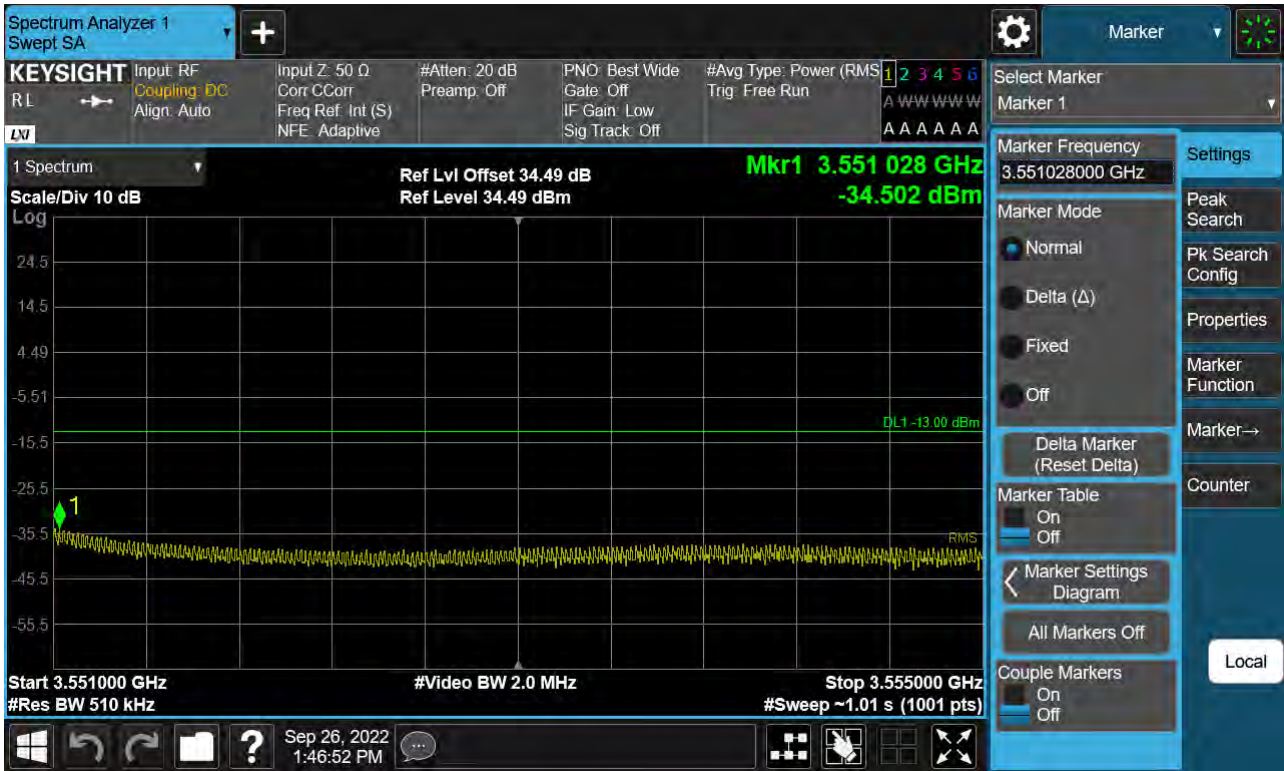 Spectrum Analyzer 1
Swept SA
+
Marker
KEYSIGHT
RL
LXI
Input: RF
Coupling: DC
Align: Auto
Input Z: 50 Ω
Corr CCorr
Freq Ref: Int (S)
NFE: Adaptive
#Atten: 20 dB
Preamp: Off
PNO: Best Wide
Gate: Off
IF Gain: Low
Sig Track: Off
#Avg Type: Power (RMS
Trig: Free Run
1 2 3 4 5 6
A W W W W W
A A A A A A
Select Marker
Marker 1
1 Spectrum
Scale/Div 10 dB
Log
Ref Lvl Offset 34.49 dB
Ref Level 34.49 dBm
Mkr1 3.551 028 GHz
-34.502 dBm
24.5
14.5
4.49
-5.51
-15.5
-25.5
-35.5
-45.5
-55.5
DL1 -13.00 dBm
1
RMS
Start 3.551000 GHz
#Res BW 510 kHz
#Video BW 2.0 MHz
Stop 3.555000 GHz
#Sweep ~1.01 s (1001 pts)
Marker Frequency
3.551028000 GHz
Marker Mode
Normal
Delta (Δ)
Fixed
Off
Delta Marker
(Reset Delta)
Marker Table
On
Off
Marker Settings
Diagram
All Markers Off
Couple Markers
On
Off
Settings
Peak
Search
Pk Search
Config
Properties
Marker
Function
Marker→
Counter
Local
?
Sep 26, 2022
1:46:52 PM